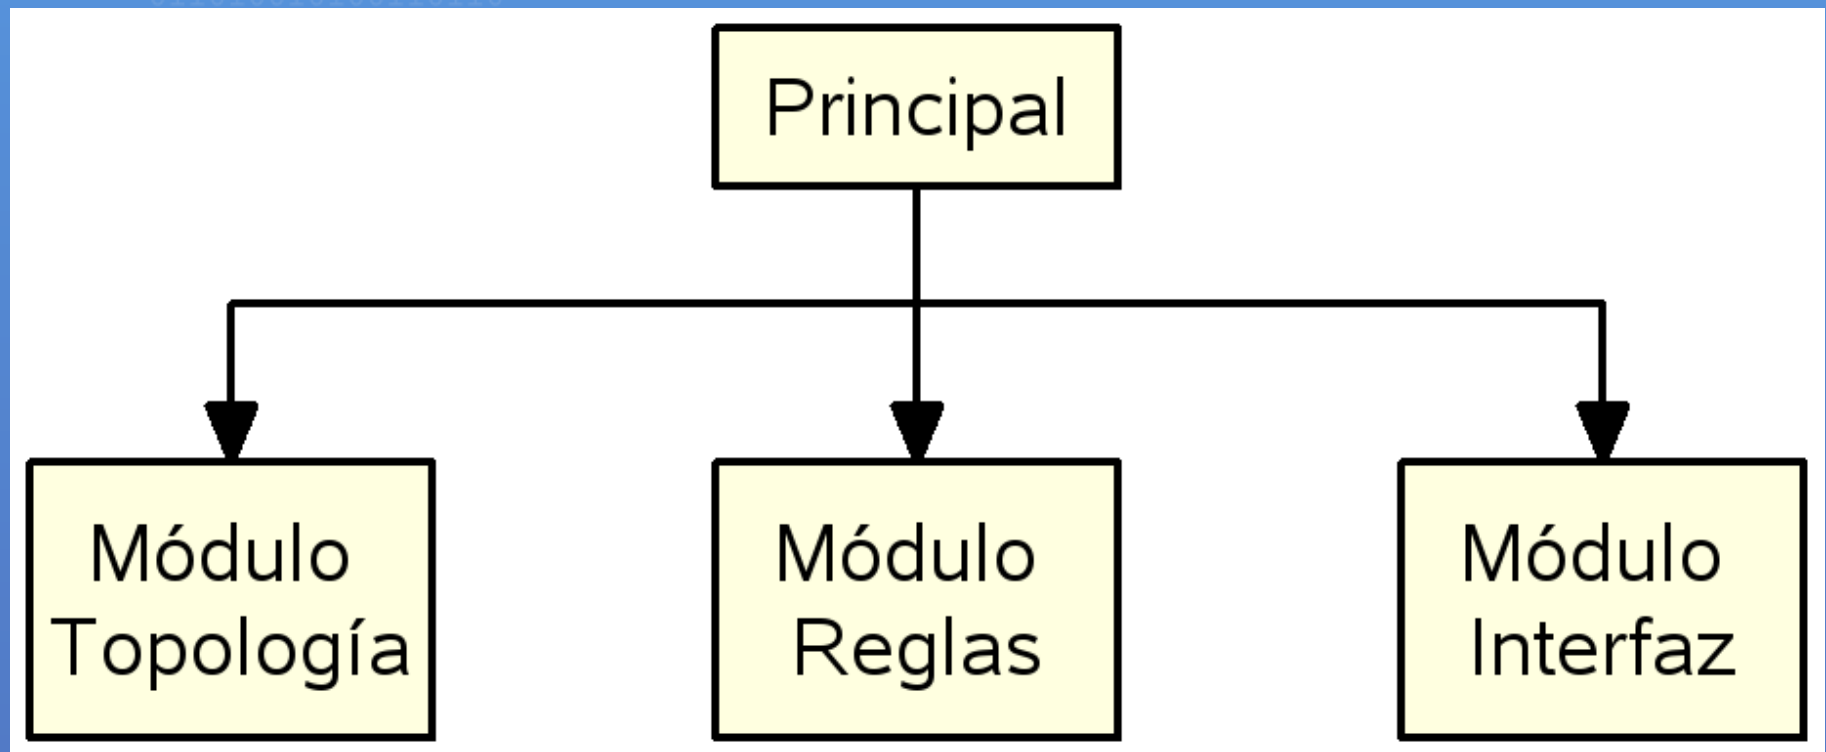 Principal
Módulo
Topología
Módulo
Reglas
Módulo
Interfaz